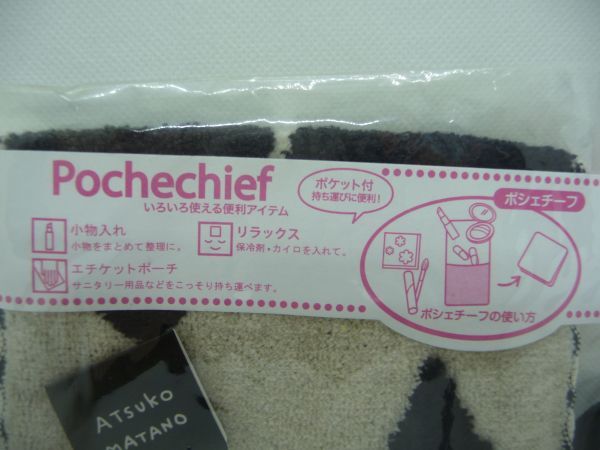 Pochechief
いろいろ使える便利アイテム
ポケット付
持ち運びに便利!
小物入れ
小物をまとめて整理に。
リラックス
保冷剤・カイロを入れて。
エチケットポーチ
サニタリー用品などをこっそり持ち運べます。
ポシェチーフ
ポシェチーフの使い方
ATSUKO
MATANO